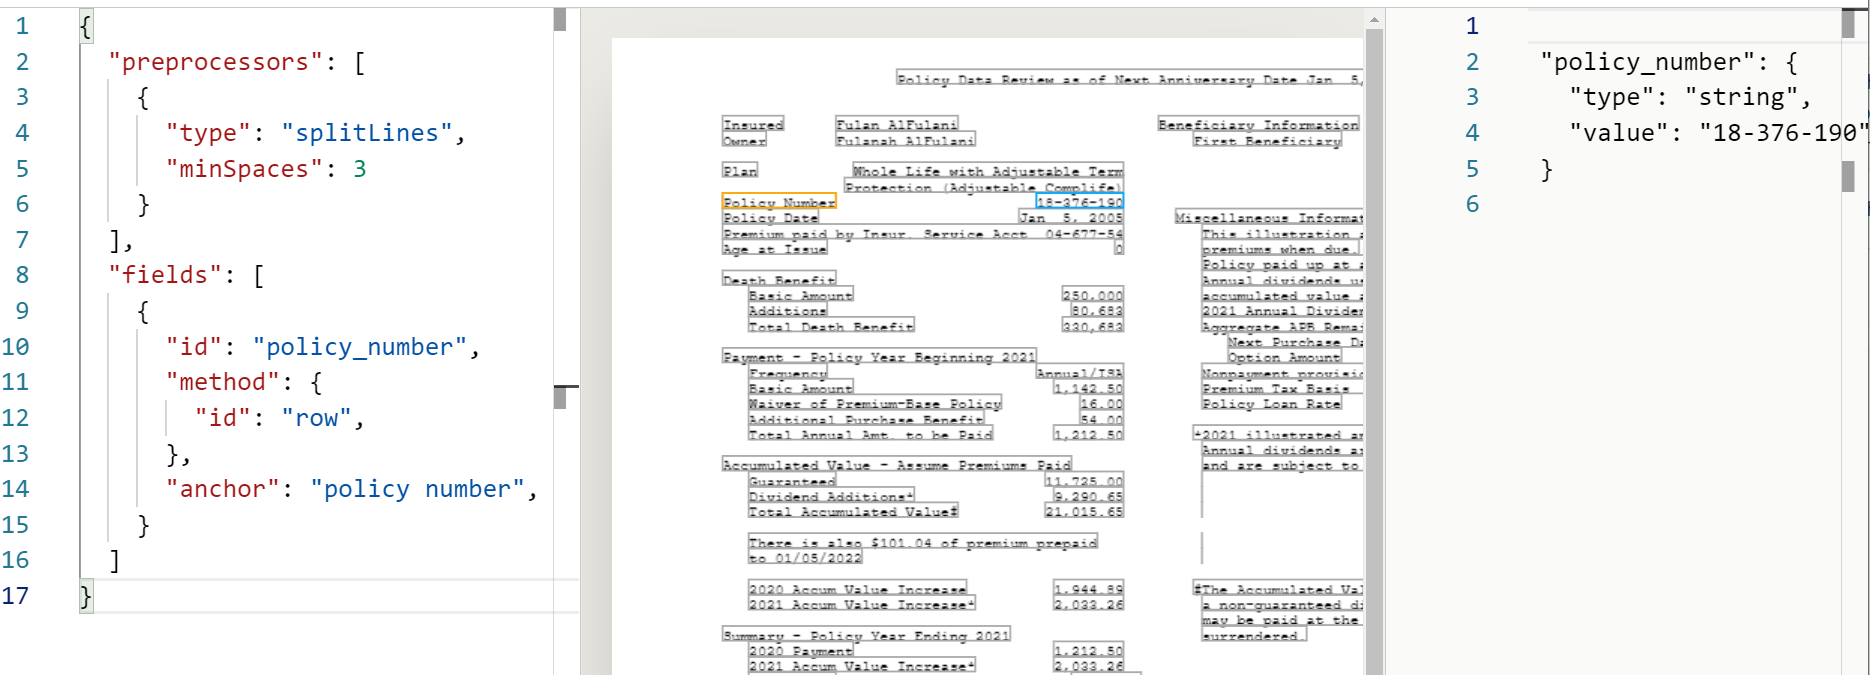 1 {
2 "preprocessors": [
3 {
4 "type": "splitLines",
5 "minSpaces": 3
6 }
7 ],
8 "fields": [
9 {
10 "id": "policy_number",
11 "method": {
12 "id": "row",
13 },
14 "anchor": "policy number",
15 }
16 ]
17 }
Policy Data Review as of Next Anniversary Date Jan 5,
Insured Fulan AlFulani
Owner Fulanah AlFulani
Plan Whole Life with Adjustable Term
Protection (Adjustable Complife)
Policy Number 18-376-190
Policy Date Jan 5, 2005
Premium paid by Insur. Service Acct 04-677-54
Age at Issue 0
Death Benefit
Basic Amount 250,000
Additions 80,683
Total Death Benefit 330,683
Payment - Policy Year Beginning 2021
Frequency Annual/ISA
Basic Amount 1,142.50
Waiver of Premium-Base Policy 16.00
Additional Purchase Benefit 54.00
Total Annual Amt. to be Paid 1,212.50
Accumulated Value - Assume Premiums Paid
Guaranteed 11,725.00
Dividend Additions* 9,290.65
Total Accumulated Value# 21,015.65
There is also $101.04 of premium prepaid
to 01/05/2022
2020 Accum Value Increase 1,944.89
2021 Accum Value Increase* 2,033.26
Summary - Policy Year Ending 2021
2020 Payment 1,212.50
2021 Accum Value Increase* 2,033.26
Beneficiary Information
First Beneficiary
Miscellaneous Informat
This illustration
premiums when due.
Policy paid up at
Annual dividends us
accumulated value
2021 Annual Divider
Aggregate APB Remai
Next Purchase Da
Option Amount
Nonpayment provisio
Premium Tax Basis
Policy Loan Rate
*2021 illustrated an
Annual dividends ar
and are subject to
#The Accumulated Val
a non-guaranteed di
may be paid at the
surrendered.
1
2 "policy_number": {
3 "type": "string",
4 "value": "18-376-190"
5 }
6